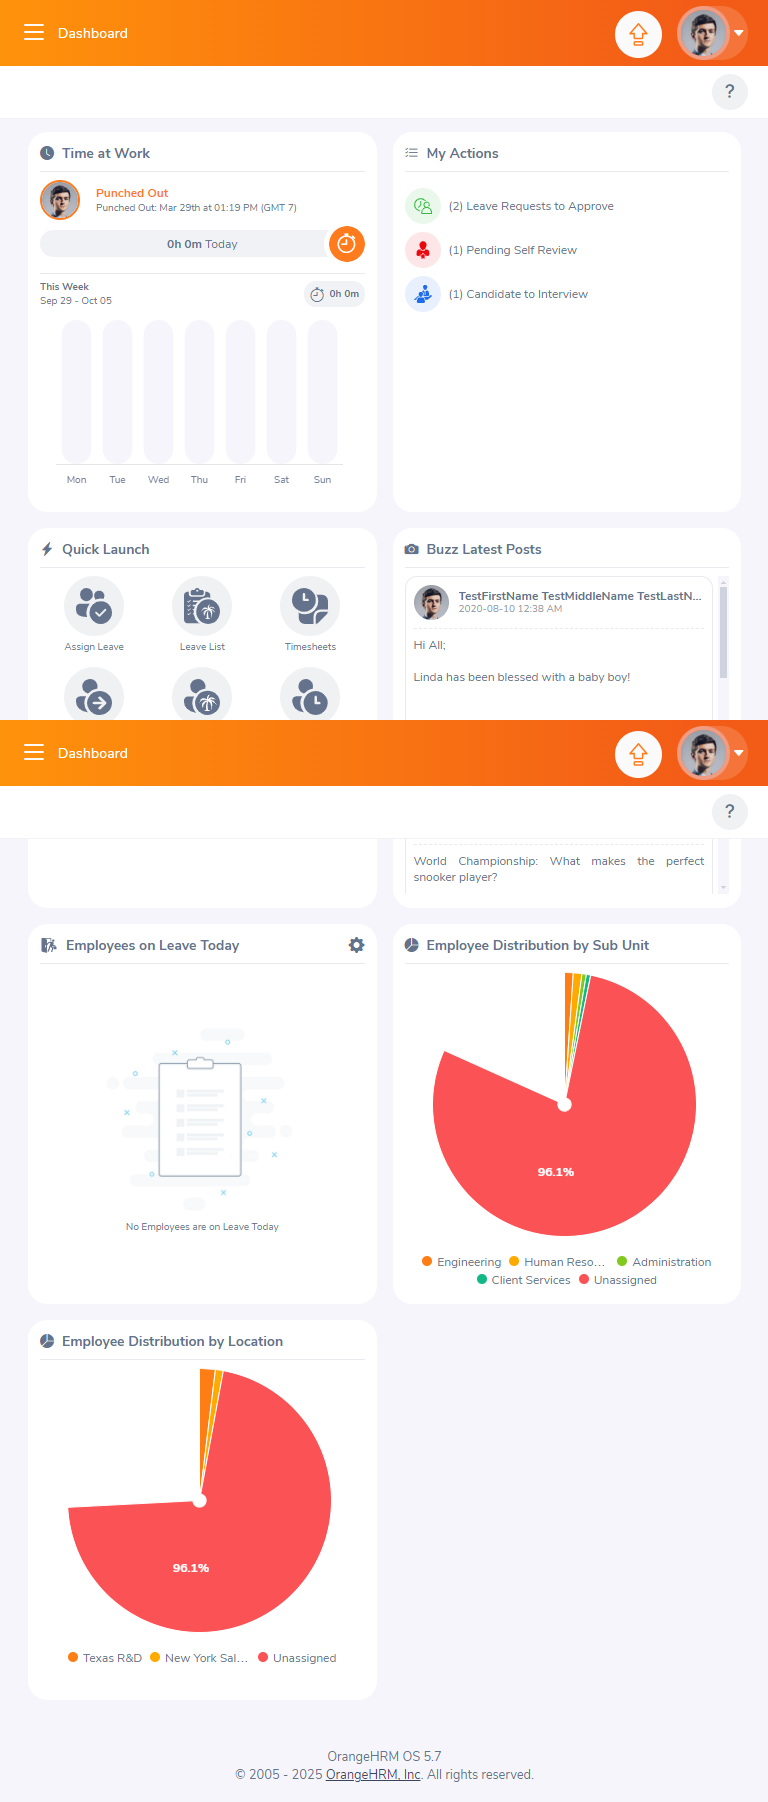 Dashboard
?
Time at Work
Punched Out
Punched Out: Mar 29th at 01:19 PM (GMT 7)
0h 0m Today
This Week
Sep 29 - Oct 05
0h 0m
Mon Tue Wed Thu Fri Sat Sun
My Actions
(2) Leave Requests to Approve
(1) Pending Self Review
(1) Candidate to Interview
Quick Launch
Assign Leave
Leave List
Timesheets
Buzz Latest Posts
TestFirstName TestMiddleName TestLastN...
2020-08-10 12:38 AM
Hi All;
Linda has been blessed with a baby boy!
Dashboard
?
World Championship: What makes the perfect
snooker player?
Employees on Leave Today
No Employees are on Leave Today
Employee Distribution by Sub Unit
96.1%
Engineering Human Reso... Administration
Client Services Unassigned
Employee Distribution by Location
96.1%
Texas R&D New York Sal... Unassigned
OrangeHRM OS 5.7
© 2005 - 2025 OrangeHRM, Inc. All rights reserved.